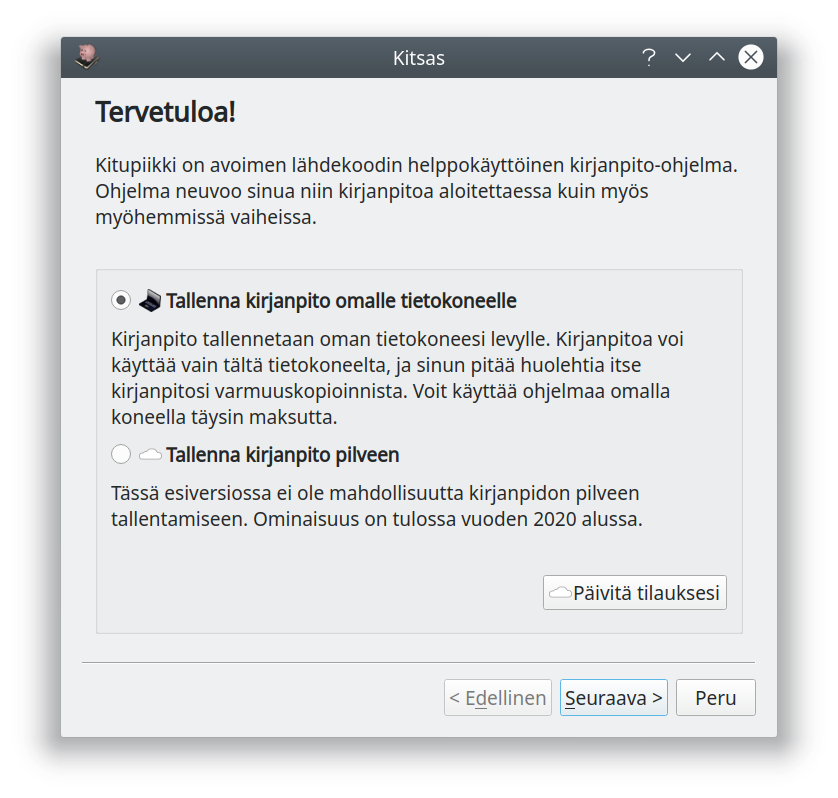 Kitsas
Tervetuloa!
Kitupiikki on avoimen lähdekoodin helppokäyttöinen kirjanpito-ohjelma.
Ohjelma neuvoo sinua niin kirjanpitoa aloitettaessa kuin myös
myöhemmissä vaiheissa.
Tallenna kirjanpito omalle tietokoneelle
Kirjanpito tallennetaan oman tietokoneesi levylle. Kirjanpitoa voi
käyttää vain tältä tietokoneelta, ja sinun pitää huolehtia itse
kirjanpitosi varmuuskopioinnista. Voit käyttää ohjelmaa omalla
koneella täysin maksutta.
Tallenna kirjanpito pilveen
Tässä esiversiossa ei ole mahdollisuutta kirjanpidon pilveen
tallentamiseen. Ominaisuus on tulossa vuoden 2020 alussa.
Päivitä tilauksesi
< Edellinen Seuraava > Peru